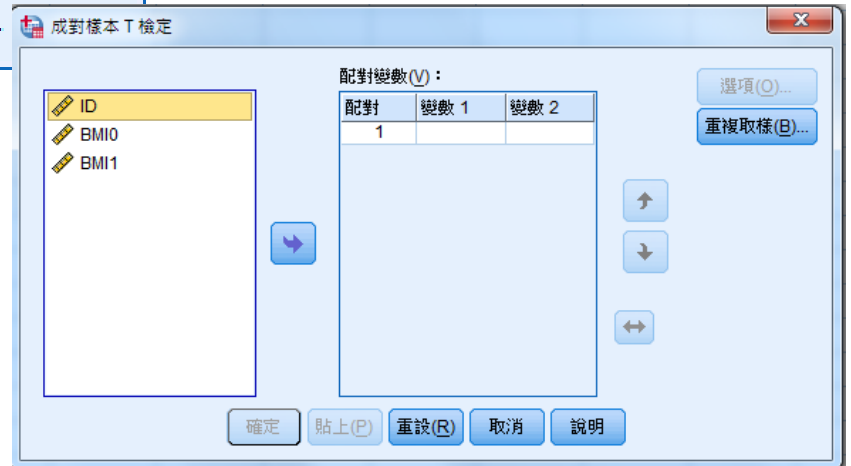 成對樣本 T 檢定
ID
BMI0
BMI1
配對變數(V)：
配對 變數 1 變數 2
1
選項(O)...
重複取樣(B)...
確定 貼上(P) 重設(R) 取消 說明